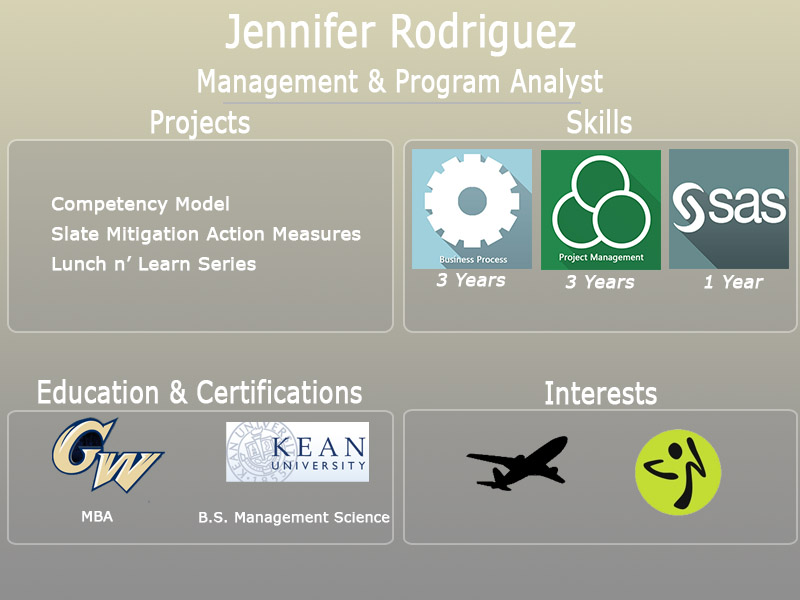 Jennifer Rodriguez
Management & Program Analyst
Projects
Competency Model
Slate Mitigation Action Measures
Lunch n’ Learn Series
Skills
Business Process
3 Years
Project Management
3 Years
sas
1 Year
Education & Certifications
GW
MBA
KEAN
UNIVERSITY
B.S. Management Science
Interests